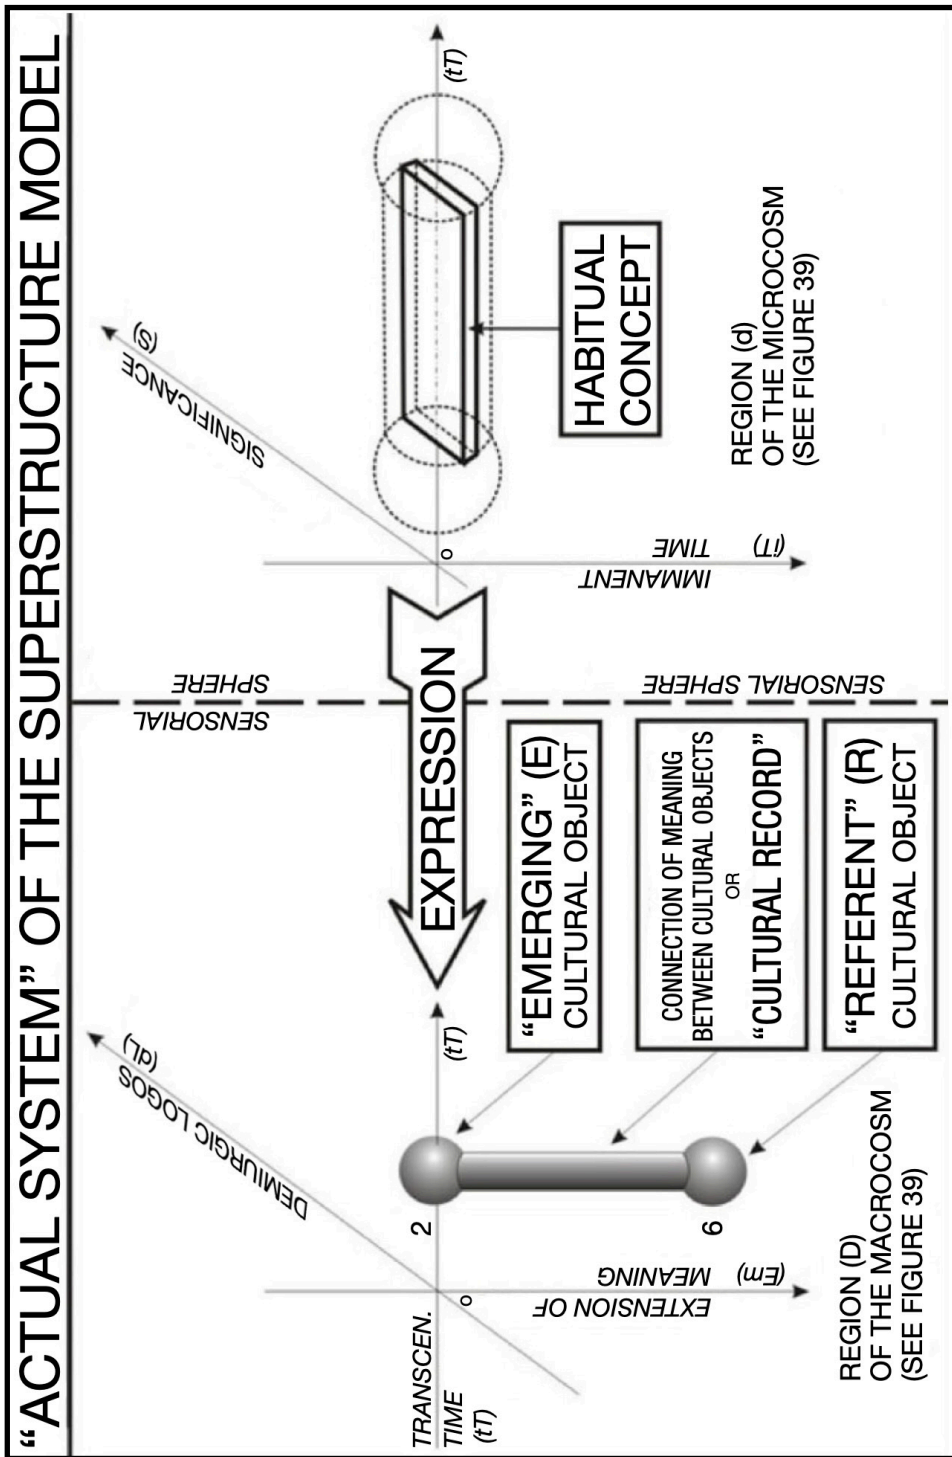 “ACTUAL SYSTEM” OF THE SUPERSTRUCTURE MODEL
DEMIURGIC LOGOS
(dL)
TRANSCEN.
TIME
(tT)
(tT)
o
2
6
EXTENSION OF
MEANING
(Em)
REGION (D)
OF THE MACROCOSM
(SEE FIGURE 39)
“EMERGING” (E)
CULTURAL OBJECT
CONNECTION OF MEANING
BETWEEN CULTURAL OBJECTS
OR
“CULTURAL RECORD”
“REFERENT” (R)
CULTURAL OBJECT
EXPRESSION
SENSORIAL
SPHERE
SENSORIAL SPHERE
SIGNIFICANCE
(S)
(tT)
o
IMMANENT
TIME
(iT)
HABITUAL
CONCEPT
REGION (d)
OF THE MICROCOSM
(SEE FIGURE 39)